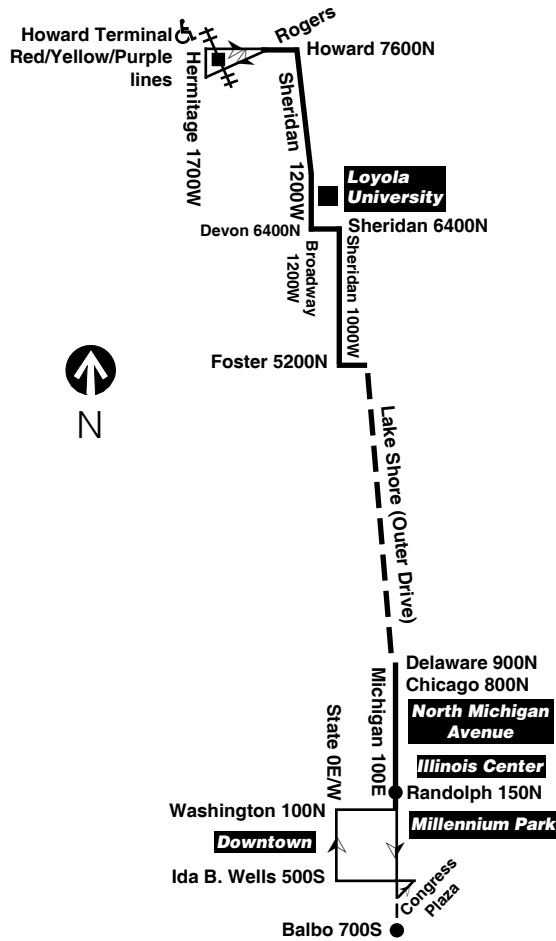 Howard Terminal
Red/Yellow/Purple
lines
Rogers
Howard 7600N
Hermitage 1700W
Sheridan 1200W
Loyola
University
Devon 6400N
Sheridan 6400N
Broadway
1200W
Sheridan 1000W
Foster 5200N
N
Lake Shore (Outer Drive)
Delaware 900N
Chicago 800N
Michigan 100E
State 0E/W
North Michigan
Avenue
Illinois Center
Randolph 150N
Washington 100N
Millennium Park
Downtown
Ida B. Wells 500S
Congress
Plaza
Balbo 700S